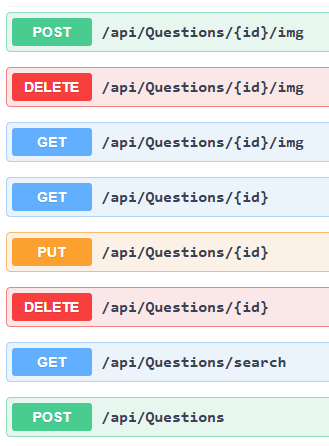 POST /api/Questions/{id}/img
DELETE /api/Questions/{id}/img
GET /api/Questions/{id}/img
GET /api/Questions/{id}
PUT /api/Questions/{id}
DELETE /api/Questions/{id}
GET /api/Questions/search
POST /api/Questions